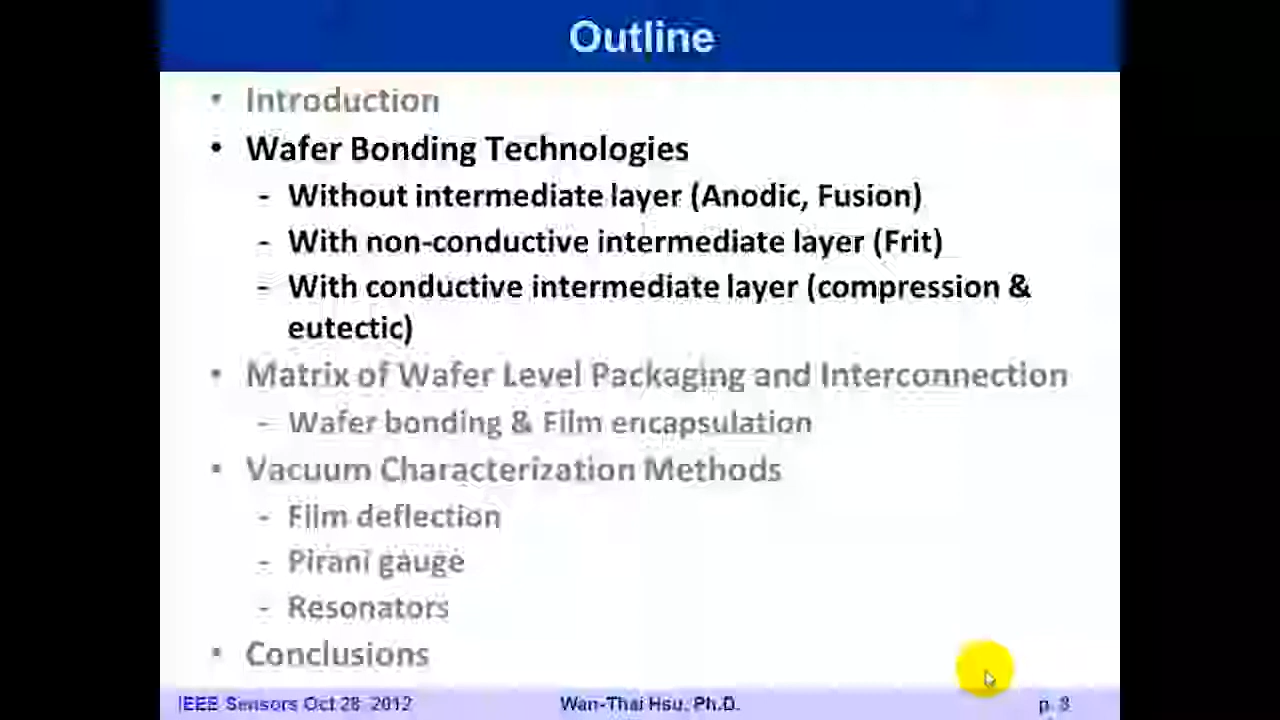 Outline
• Introduction
• Wafer Bonding Technologies
- Without intermediate layer (Anodic, Fusion)
- With non-conductive intermediate layer (Frit)
- With conductive intermediate layer (compression &
eutectic)
• Matrix of Wafer Level Packaging and Interconnection
- Wafer bonding & Film encapsulation
• Vacuum Characterization Methods
- Film deflection
- Pirani gauge
- Resonators
• Conclusions
IEEE Sensors Oct 28, 2012 Wan-Thai Hsu, Ph.D. p.